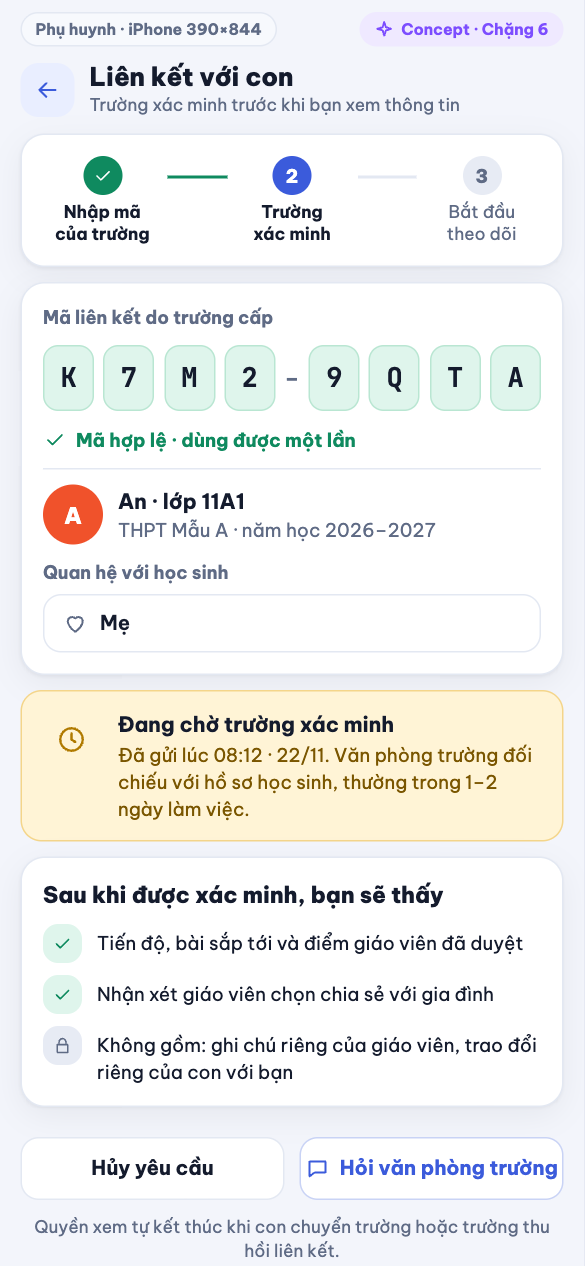 Phụ huynh · iPhone 390×844
Concept · Chặng 6
Liên kết với con
Trường xác minh trước khi bạn xem thông tin
2
3
Nhập mã
của trường
Trường
xác minh
Bắt đầu
theo dõi
Mã liên kết do trường cấp
K 7 M 2 – 9 Q T A
Mã hợp lệ · dùng được một lần
A
An · lớp 11A1
THPT Mẫu A · năm học 2026–2027
Quan hệ với học sinh
Mẹ
Đang chờ trường xác minh
Đã gửi lúc 08:12 · 22/11. Văn phòng trường đối
chiếu với hồ sơ học sinh, thường trong 1–2
ngày làm việc.
Sau khi được xác minh, bạn sẽ thấy
Tiến độ, bài sắp tới và điểm giáo viên đã duyệt
Nhận xét giáo viên chọn chia sẻ với gia đình
Không gồm: ghi chú riêng của giáo viên, trao đổi
riêng của con với bạn
Hủy yêu cầu
Hỏi văn phòng trường
Quyền xem tự kết thúc khi con chuyển trường hoặc trường thu
hồi liên kết.